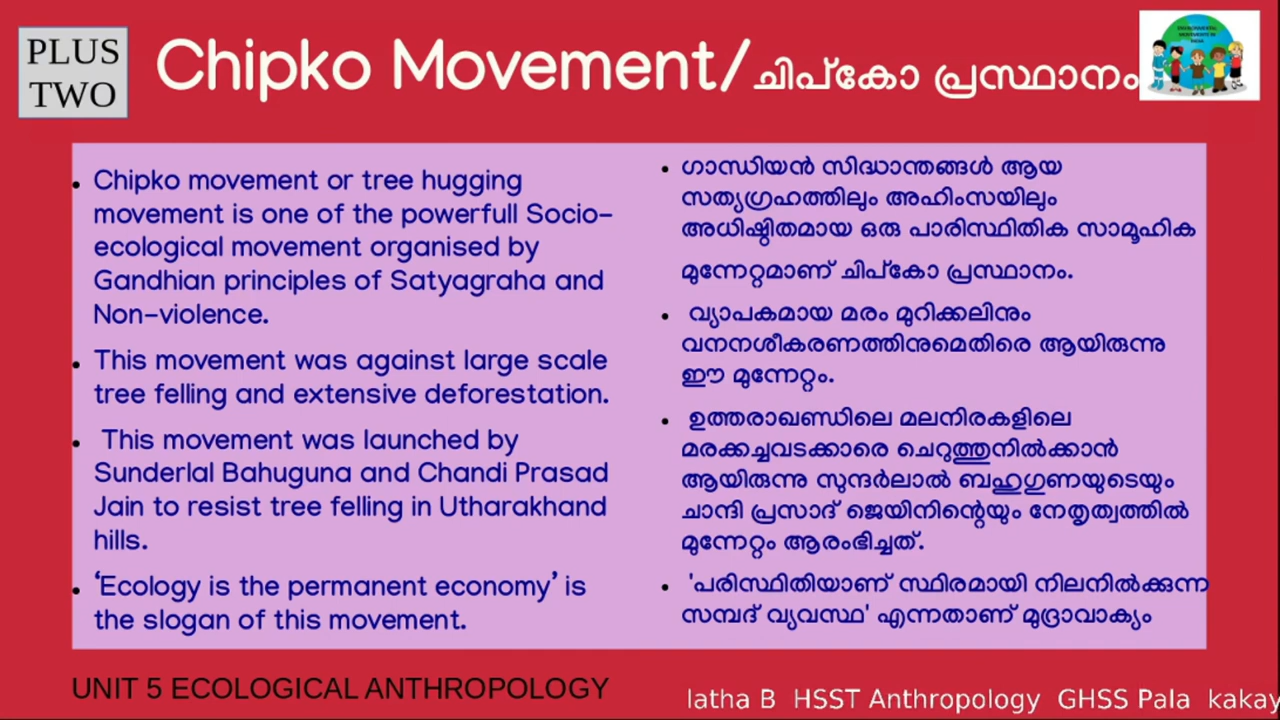 PLUS
TWO
Chipko Movement/ചിപ്കോ പ്രസ്ഥാനം
ENVIRONMENTAL
MOVEMENTS IN
INDIA
• Chipko movement or tree hugging
movement is one of the powerfull Socio-
ecological movement organised by
Gandhian principles of Satyagraha and
Non-violence.
• This movement was against large scale
tree felling and extensive deforestation.
• This movement was launched by
Sunderlal Bahuguna and Chandi Prasad
Jain to resist tree felling in Utharakhand
hills.
• ‘Ecology is the permanent economy’ is
the slogan of this movement.
• ഗാന്ധിയൻ സിദ്ധാന്തങ്ങൾ ആയ
സത്യഗ്രഹത്തിലും അഹിംസയിലും
അധിഷ്ഠിതമായ ഒരു പാരിസ്ഥിതിക സാമൂഹിക
മുന്നേറ്റമാണ് ചിപ്കോ പ്രസ്ഥാനം.
• വ്യാപകമായ മരം മുറിക്കലിനും
വനനശീകരണത്തിനുമെതിരെ ആയിരുന്നു
ഈ മുന്നേറ്റം.
• ഉത്തരാഖണ്ഡിലെ മലനിരകളിലെ
മരക്കച്ചവടക്കാരെ ചെറുത്തുനിൽക്കാൻ
ആയിരുന്നു സുന്ദർലാൽ ബഹുഗുണയുടെയും
ചാന്ദി പ്രസാദ് ജെയിനിന്റെയും നേതൃത്വത്തിൽ
മുന്നേറ്റം ആരംഭിച്ചത്.
• 'പരിസ്ഥിതിയാണ് സ്ഥിരമായി നിലനിൽക്കുന്ന
സമ്പദ് വ്യവസ്ഥ' എന്നതാണ് മുദ്രാവാക്യം
UNIT 5 ECOLOGICAL ANTHROPOLOGY
latha B HSST Anthropology GHSS Pala kakay